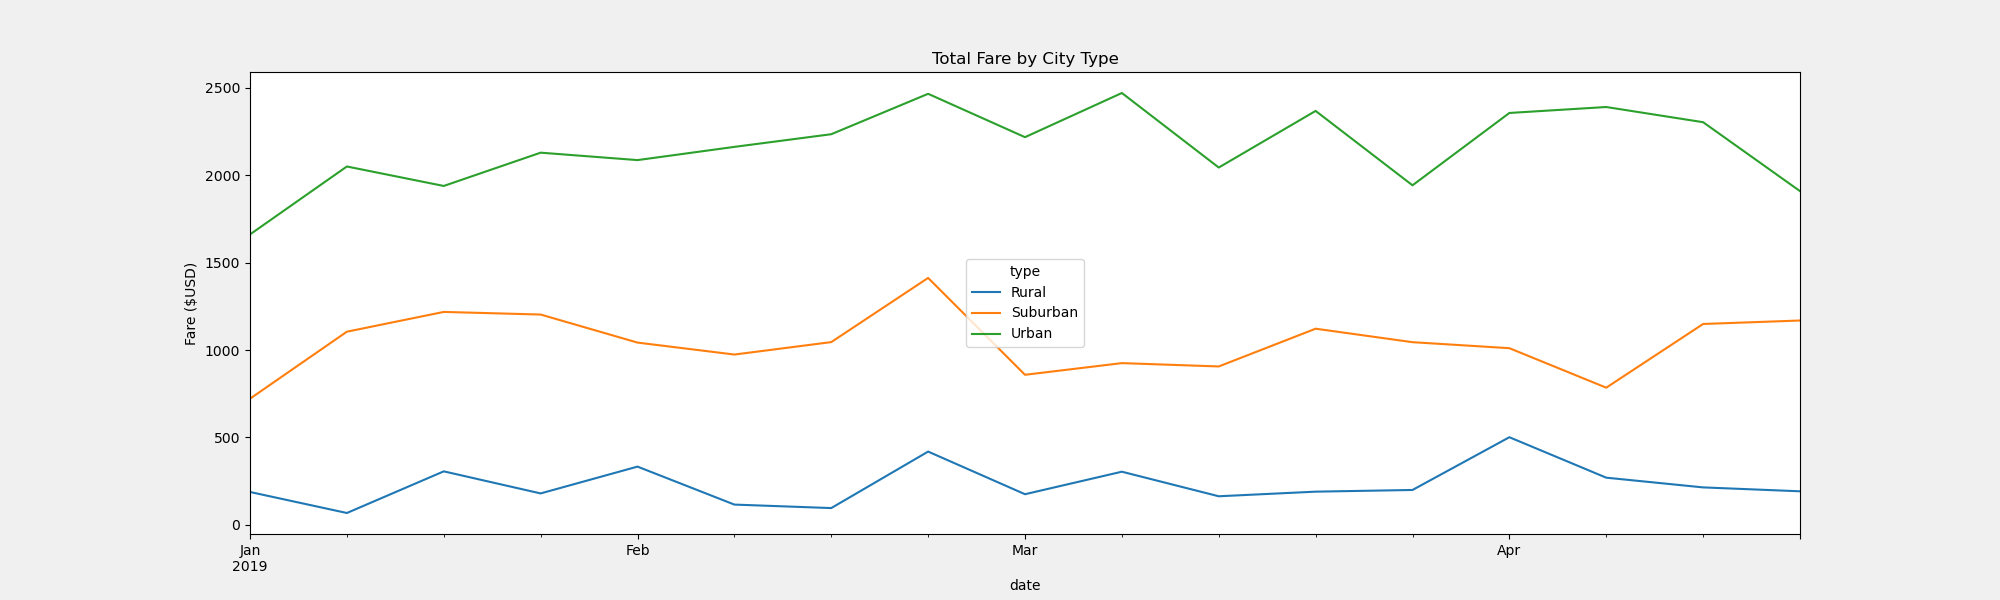 Total Fare by City Type
2500
2000
1500
1000
500
0
Fare ($USD)
type
Rural
Suburban
Urban
Jan Feb Mar Apr
2019
date